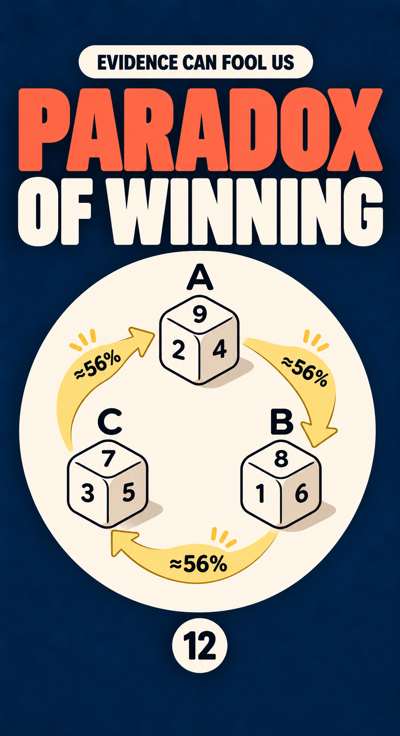 EVIDENCE CAN FOOL US
PARADOX
OF WINNING
A
9
2 4
≈56% ≈56%
C B
7 8
3 5 1 6
≈56%
12